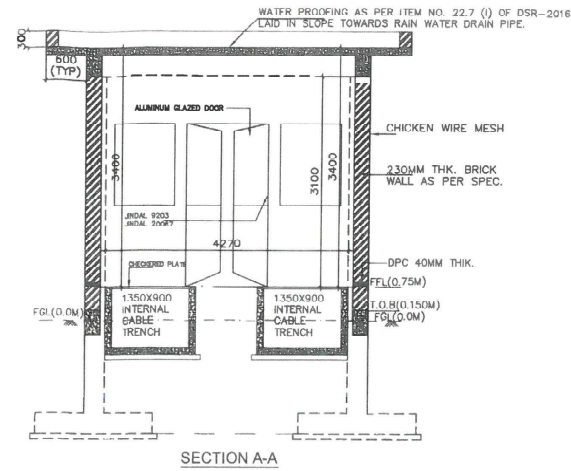 WATER PROOFING AS PER ITEM NO. 22.7 (I) OF DSR-2016
LAID IN SLOPE TOWARDS RAIN WATER DRAIN PIPE.
300
600
(TYP)
ALUMINUM GLAZED DOOR
CHICKEN WIRE MESH
3400
3100
3400
230MM THK. BRICK
WALL AS PER SPEC.
JINDAL 9203
JINDAL
4270
CHECKERED PLATE
DPC 40MM THIK.
FFL(0.75M)
1350X900
INTERNAL
CABLE
TRENCH
1350X900
INTERNAL
CABLE
TRENCH
T.O.B(0.150M)
FGL(0.0M)
FGL(0.0M)
SECTION A-A